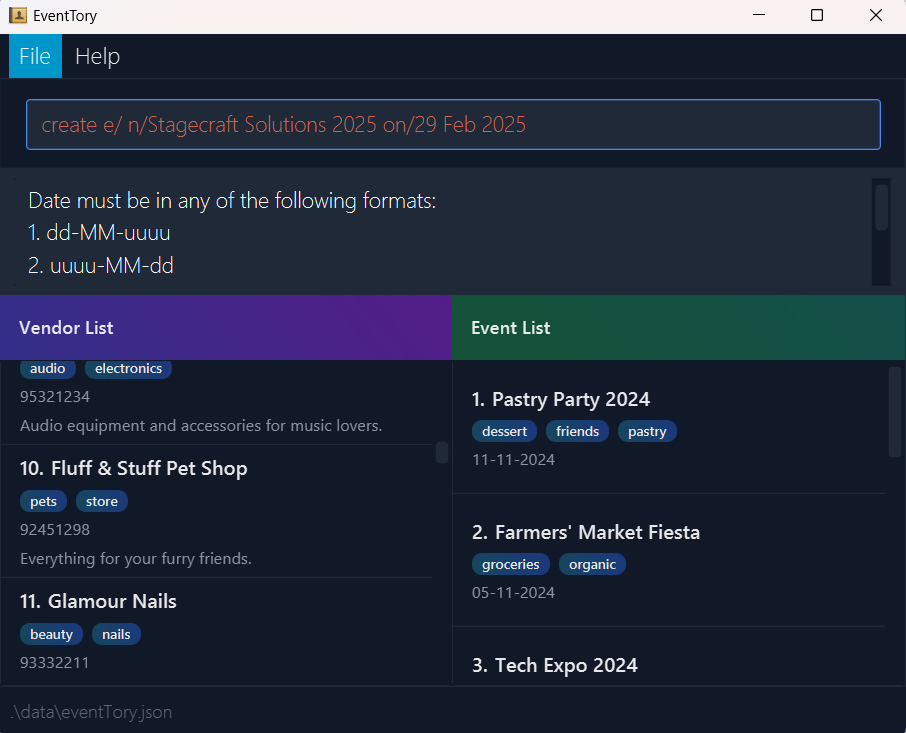 EventTory
File Help
create e/ n/Stagecraft Solutions 2025 on/29 Feb 2025
Date must be in any of the following formats:
1. dd-MM-uuuu
2. uuuu-MM-dd
Vendor List
audio electronics
95321234
Audio equipment and accessories for music lovers.
10. Fluff & Stuff Pet Shop
pets store
92451298
Everything for your furry friends.
11. Glamour Nails
beauty nails
93332211
Event List
1. Pastry Party 2024
dessert friends pastry
11-11-2024
2. Farmers' Market Fiesta
groceries organic
05-11-2024
3. Tech Expo 2024
.\data\eventTory.json